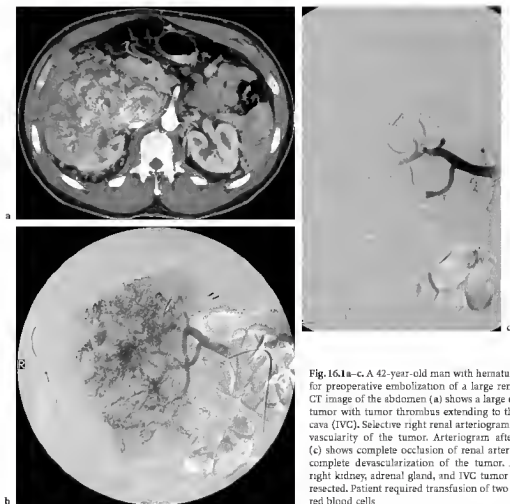 a
b
R
c
Fig. 16.1a–c. A 42-year-old man with hematu
for preoperative embolization of a large ren
CT image of the abdomen (a) shows a large
tumor with tumor thrombus extending to th
cava (IVC). Selective right renal arteriogram
vascularity of the tumor. Arteriogram after
(c) shows complete occlusion of renal arter
complete devascularization of the tumor.
right kidney, adrenal gland, and IVC tumor
resected. Patient required transfusion of two
red blood cells